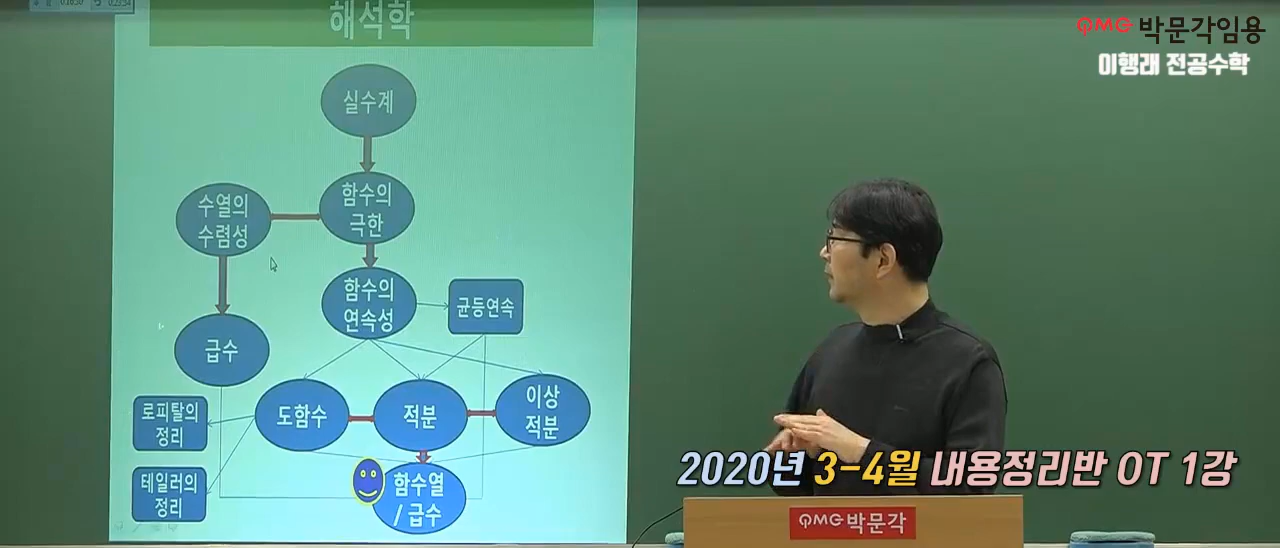 해석학
PMG 박문각임용
이행래 전공수학
실수계
수열의
수렴성
함수의
극한
함수의
연속성
균등연속
급수
로피탈의
정리
도함수
적분
이상
적분
테일러의
정리
함수열
/ 급수
2020년 3-4월 내용정리반 OT 1강
PMG 박문각